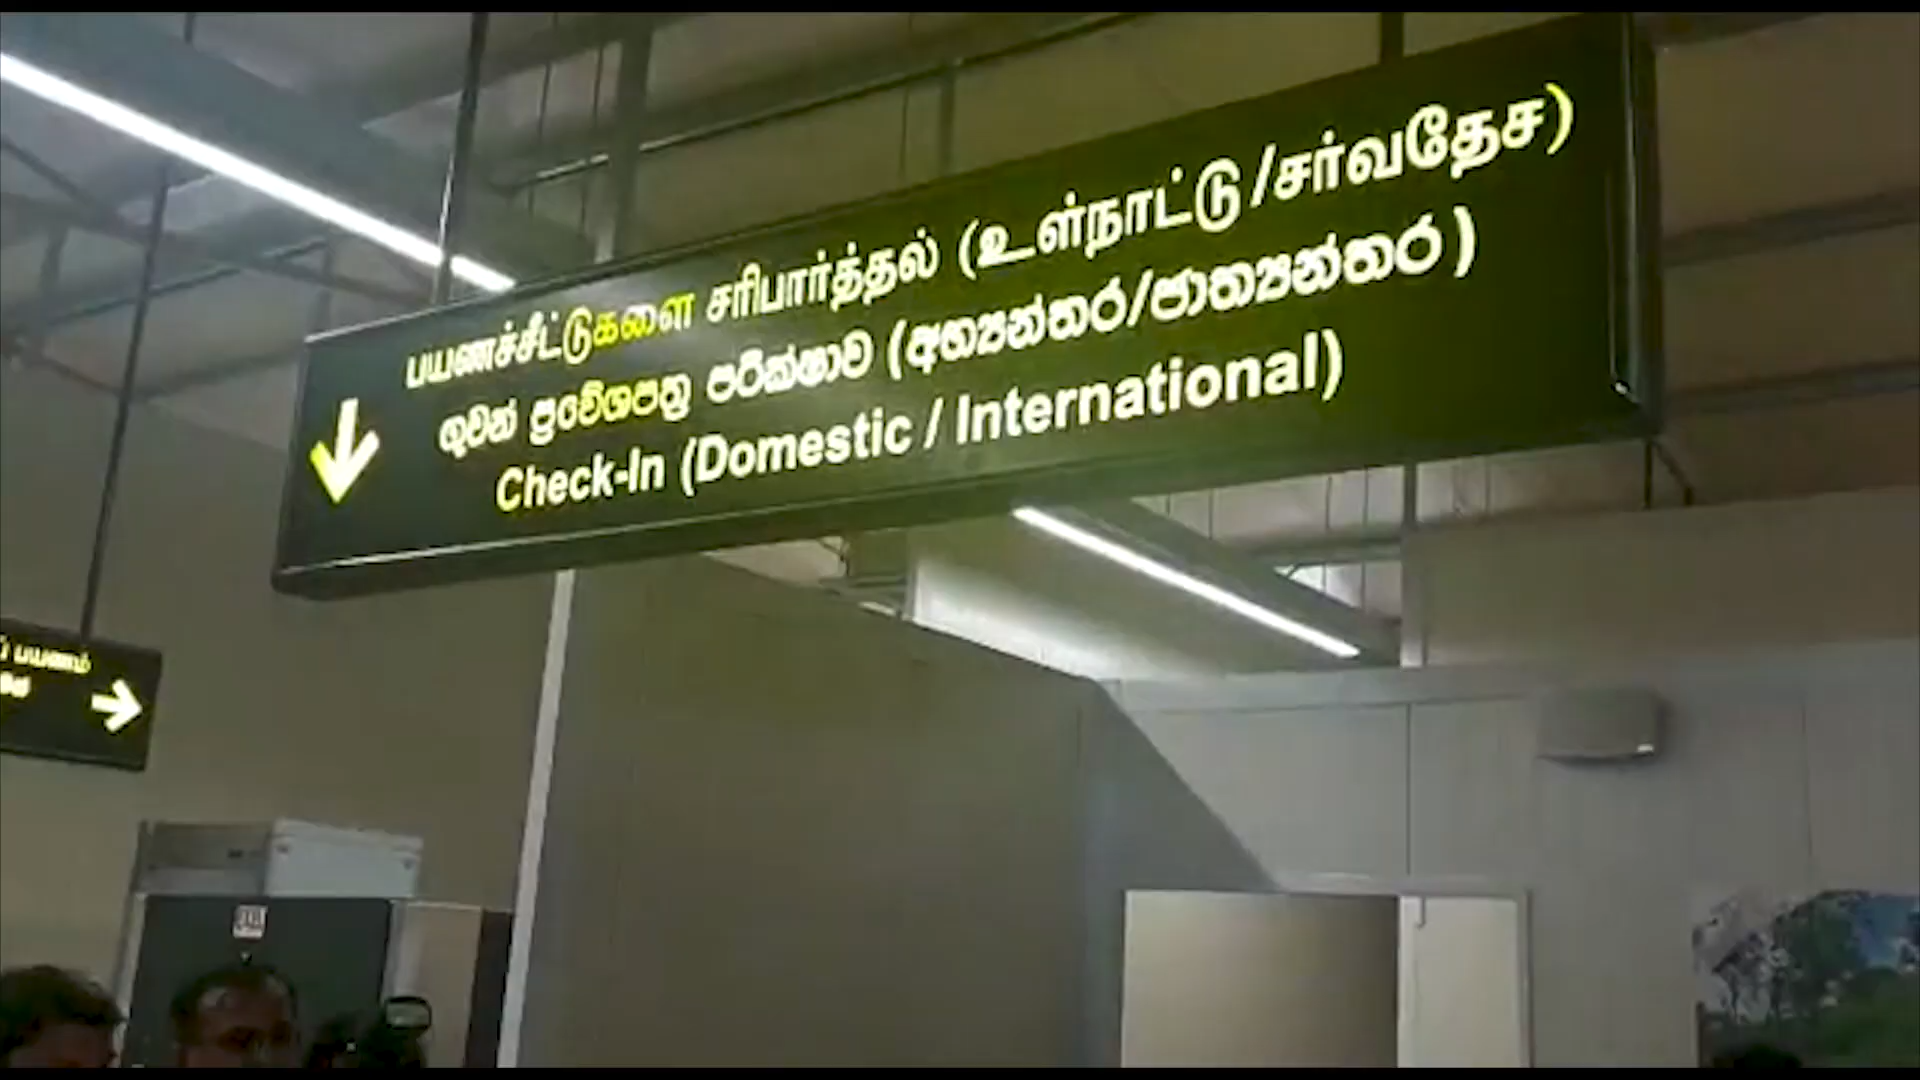 பயணச்சீட்டுகளை சரிபார்த்தல் (உள்நாட்டு/சர்வதேச)
ගුවන් ප්‍රවේශපත්‍ර පරීක්ෂාව (අභ්‍යන්තර/ජාත්‍යන්තර)
Check-In (Domestic / International)
பயணம்